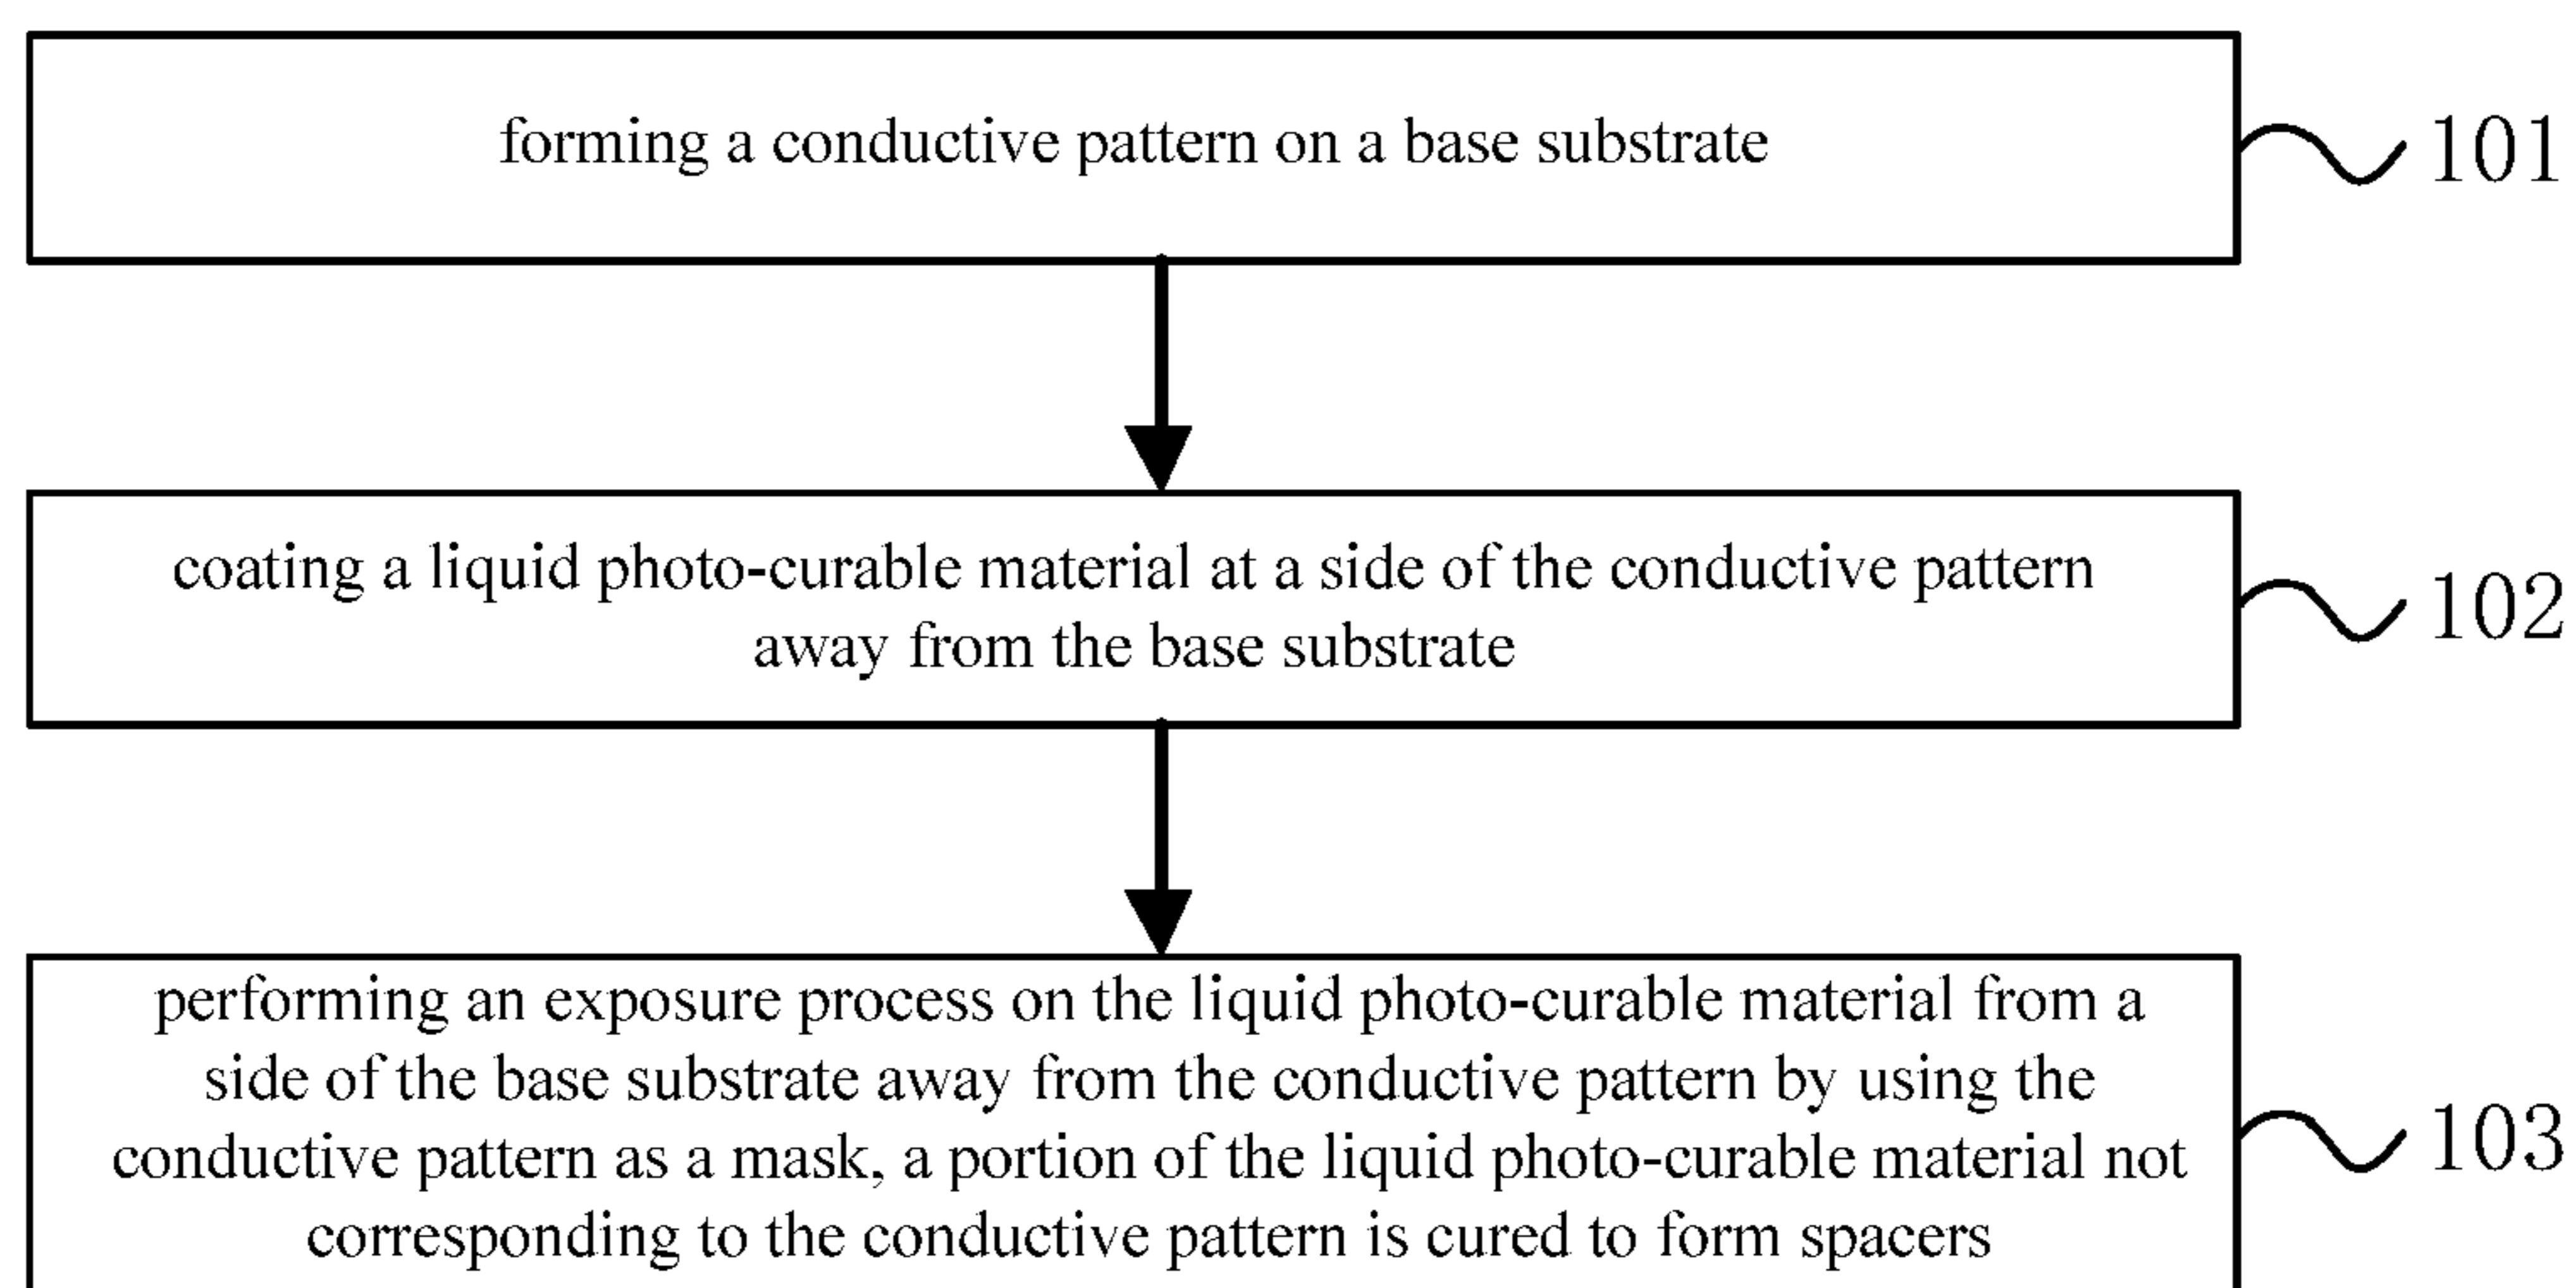 forming a conductive pattern on a base substrate
101
coating a liquid photo-curable material at a side of the conductive pattern
away from the base substrate
102
performing an exposure process on the liquid photo-curable material from a
side of the base substrate away from the conductive pattern by using the
conductive pattern as a mask, a portion of the liquid photo-curable material not
corresponding to the conductive pattern is cured to form spacers
103